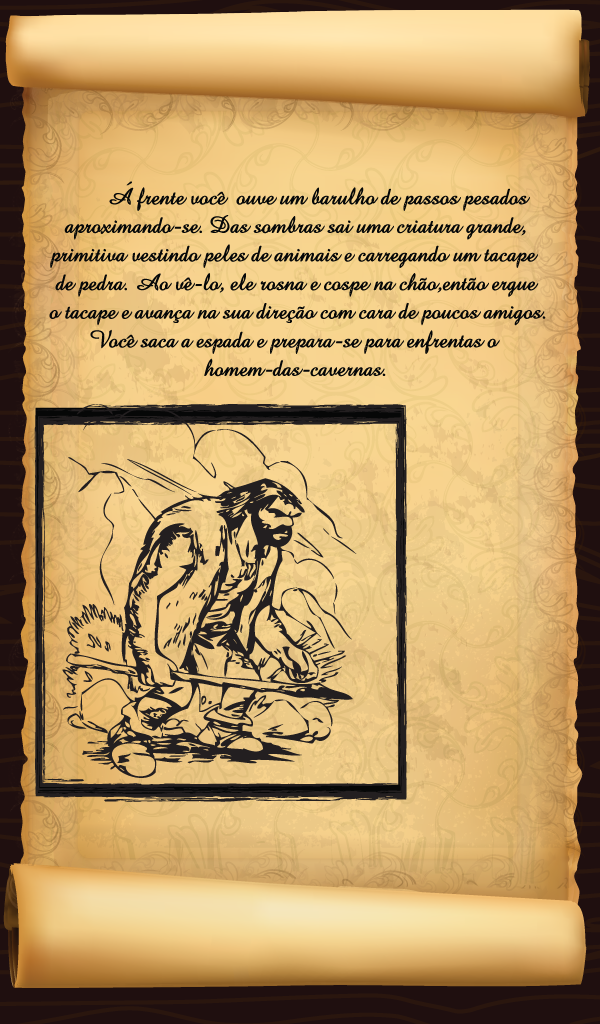 Á frente você ouve um barulho de passos pesados
aproximando-se. Das sombras sai uma criatura grande,
primitiva vestindo peles de animais e carregando um tacape
de pedra. Ao vê-lo, ele rosna e cospe na chão,então ergue
o tacape e avança na sua direção com cara de poucos amigos.
Você saca a espada e prepara-se para enfrentas o
homem-das-cavernas.